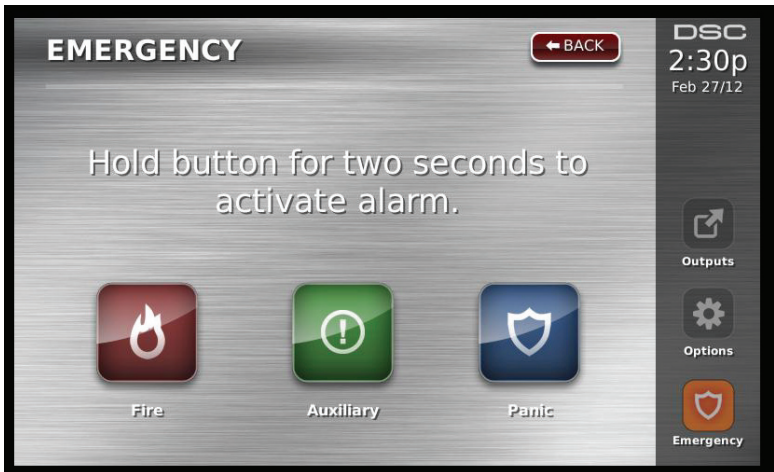 EMERGENCY
BACK
DSC
2:30p
Feb 27/12
Hold button for two seconds to
activate alarm.
Outputs
Options
Fire
Auxiliary
Panic
Emergency